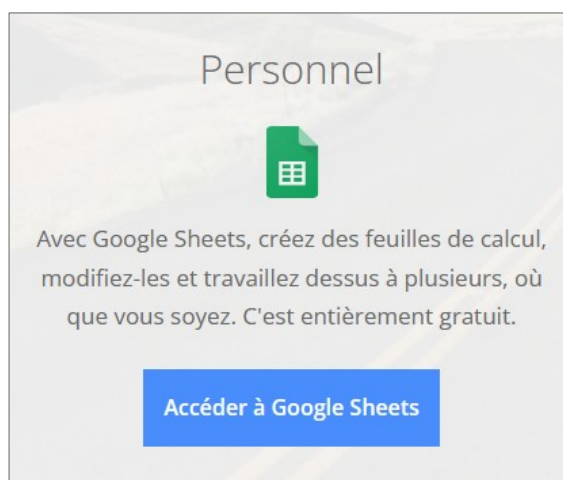 Personnel
Avec Google Sheets, créez des feuilles de calcul,
modifiez-les et travaillez dessus à plusieurs, où
que vous soyez. C'est entièrement gratuit.
Accéder à Google Sheets